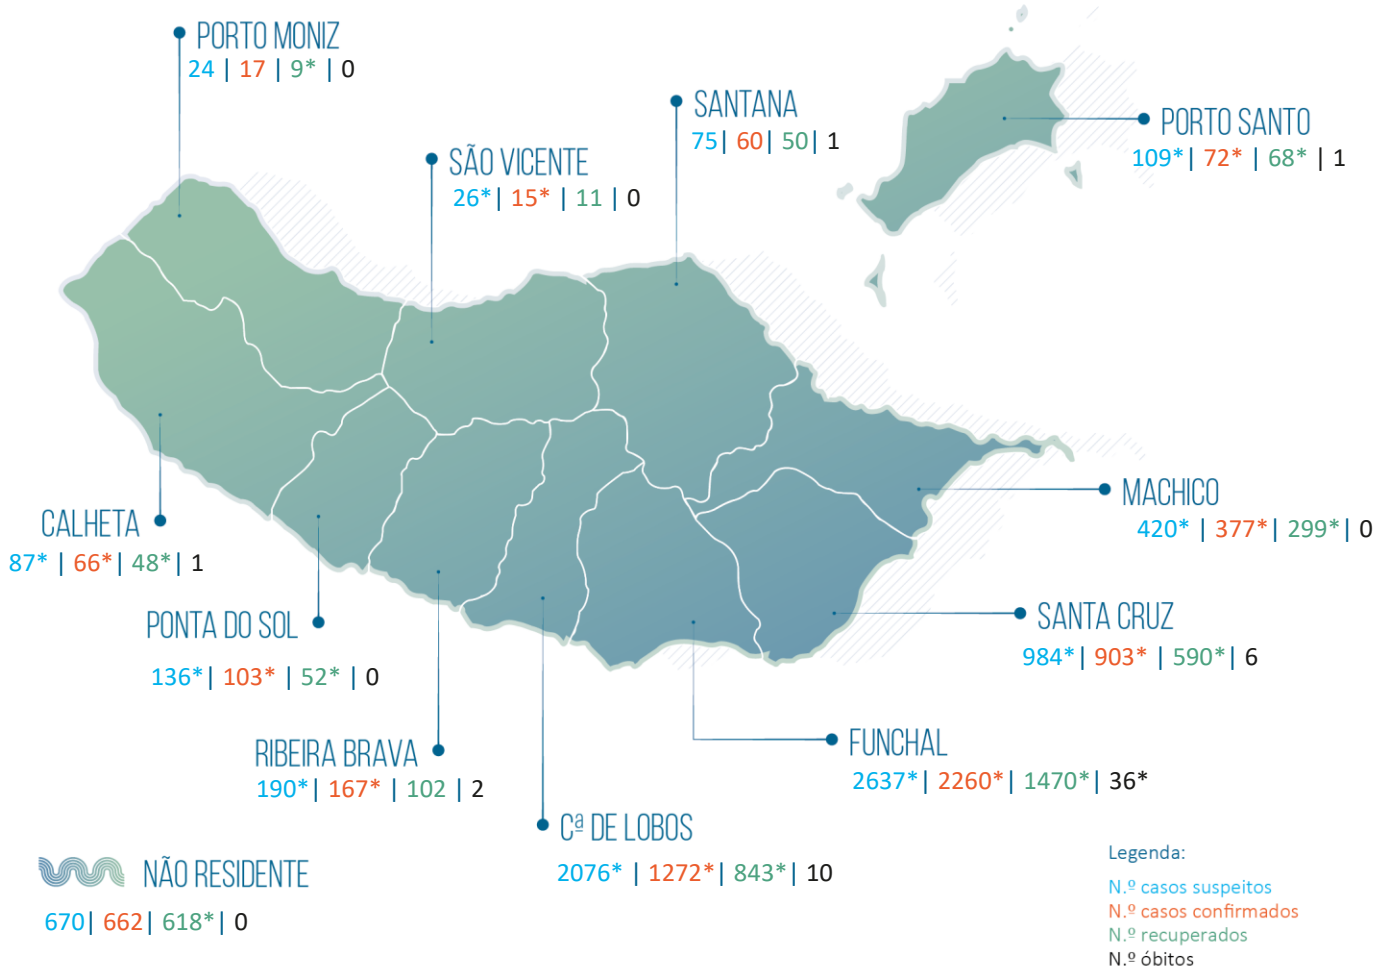 PORTO MONIZ
24 | 17 | 9* | 0
SANTANA
75| 60| 50| 1
PORTO SANTO
109*| 72* | 68* | 1
SÃO VICENTE
26*| 15* | 11 | 0
MACHICO
420* | 377*| 299*| 0
CALHETA
87* | 66*| 48*| 1
PONTA DO SOL
136*| 103* | 52* | 0
SANTA CRUZ
984*| 903* | 590*| 6
RIBEIRA BRAVA
190*| 167* | 102 | 2
FUNCHAL
2637*| 2260*| 1470*| 36*
Cª DE LOBOS
2076* | 1272*| 843*| 10
NÃO RESIDENTE
670| 662| 618*| 0
Legenda:
N.º casos suspeitos
N.º casos confirmados
N.º recuperados
N.º óbitos